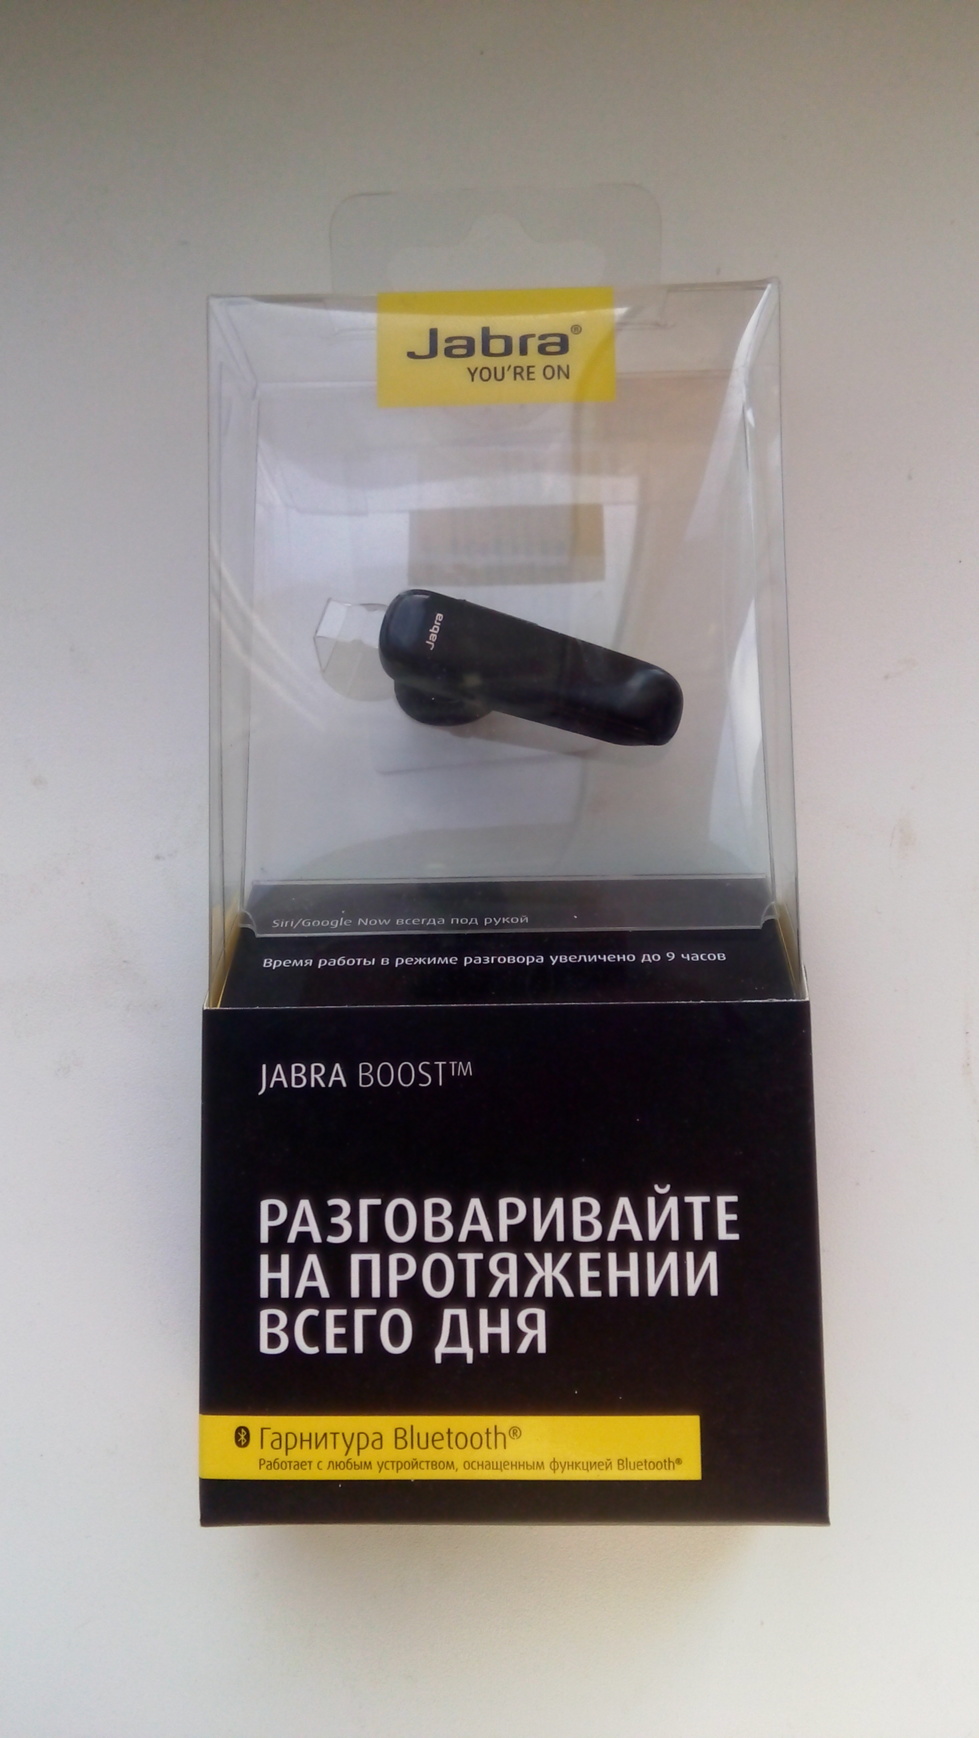 Jabra®
YOU'RE ON
Jabra
Siri/Google Now всегда под рукой
Время работы в режиме разговора увеличено до 9 часов
JABRA BOOST™
РАЗГОВАРИВАЙТЕ
НА ПРОТЯЖЕНИИ
ВСЕГО ДНЯ
Гарнитура Bluetooth®
Работает с любым устройством, оснащенным функцией Bluetooth®